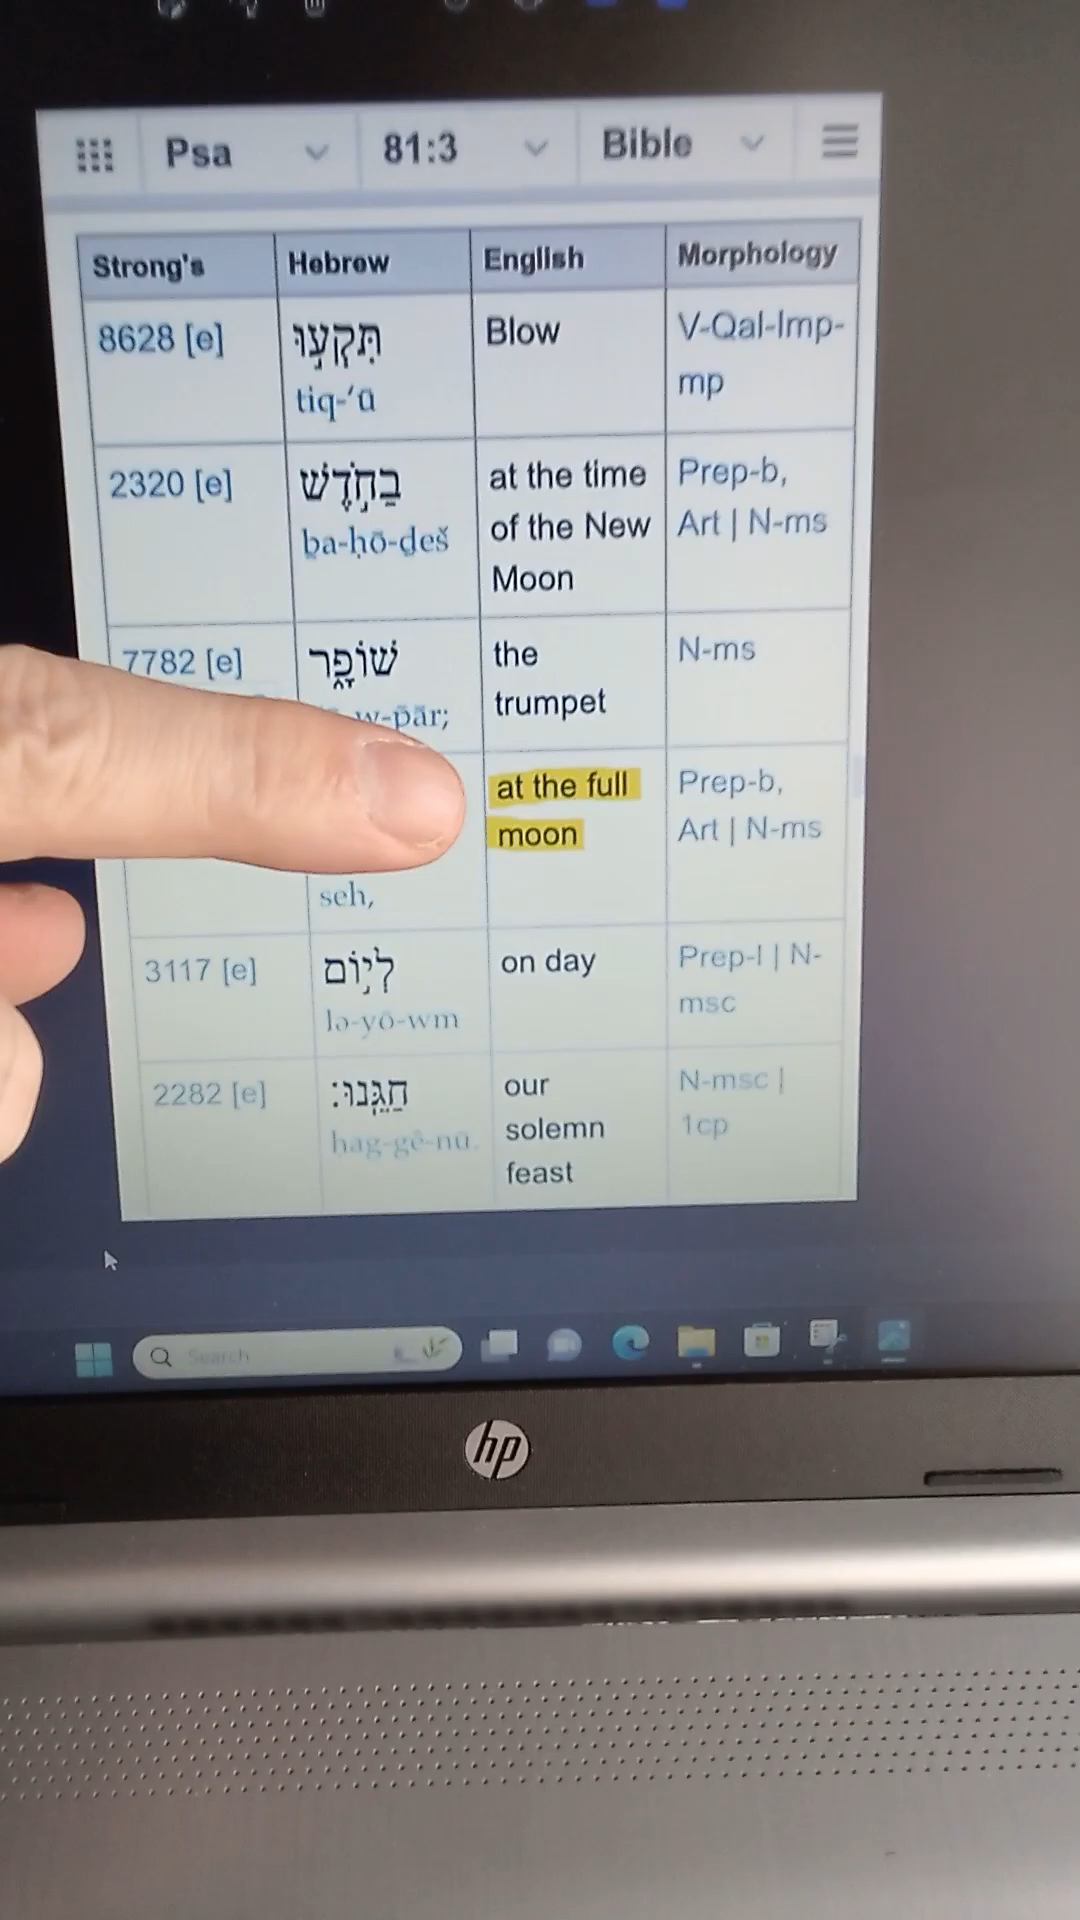 Psa 81:3 Bible
Strong's Hebrew English Morphology
8628 [e] תִּקְע֣וּ Blow V-Qal-Imp-
tiq-‘ū mp
2320 [e] בַחֹ֣דֶשׁ at the time Prep-b,
ḇa-ḥō-ḏeš of the New Art | N-ms
Moon
7782 [e] שׁוֹפָ֑ר the N-ms
w-p̄ār; trumpet
at the full Prep-b,
moon Art | N-ms
seh,
3117 [e] לְי֣וֹם on day Prep-l | N-
lə-yō-wm msc
2282 [e] חַגֵּֽנוּ׃ our N-msc |
ḥag-gê-nū. solemn 1cp
feast
Search
hp